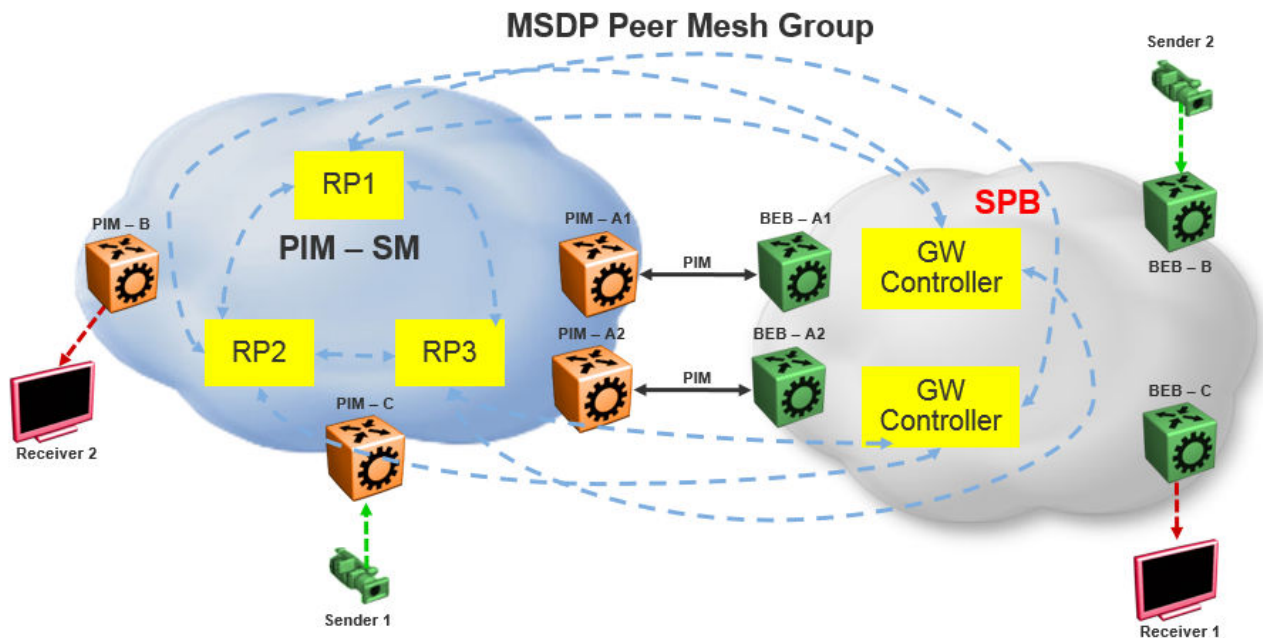 MSDP Peer Mesh Group
Sender 2
RP1
SPB
PIM – B
PIM – A1
BEB – A1
PIM – SM
PIM
GW
Controller
BEB – B
RP2
RP3
PIM – A2
BEB – A2
PIM
GW
Controller
BEB – C
PIM – C
Receiver 2
Sender 1
Receiver 1